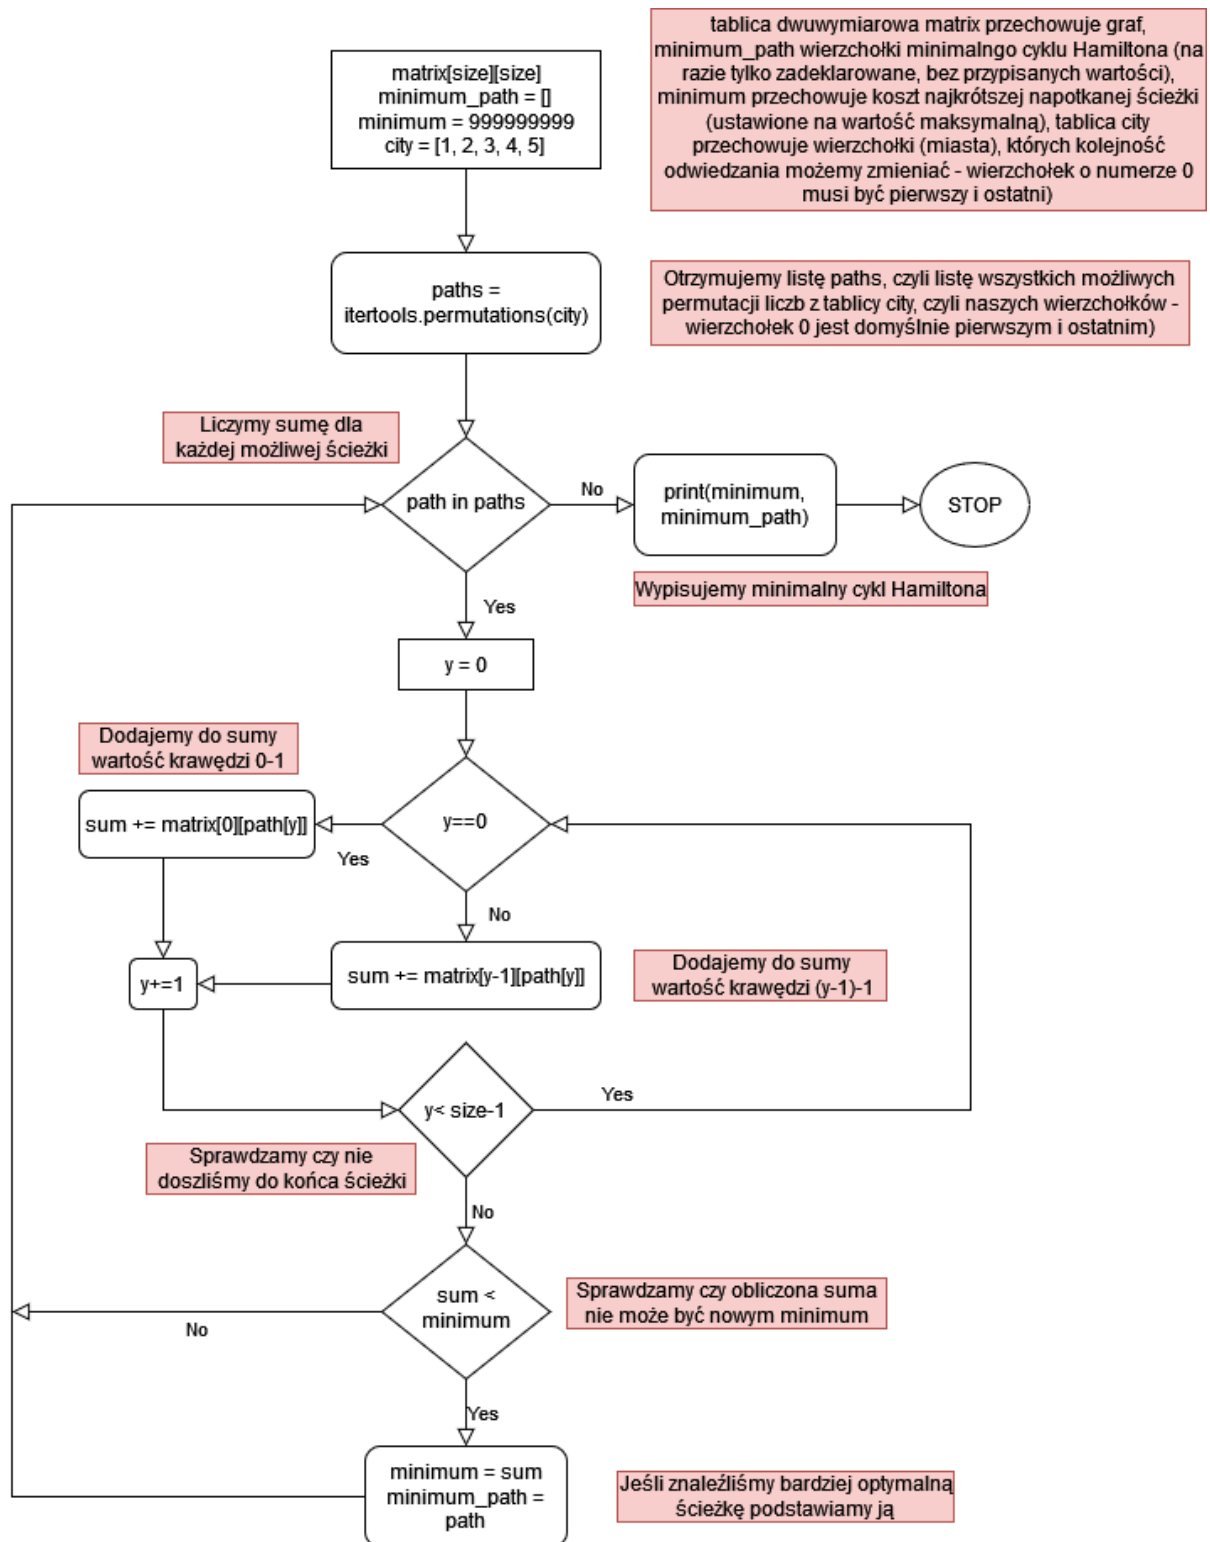 matrix[size][size]
minimum_path = []
minimum = 999999999
city = [1, 2, 3, 4, 5]
tablica dwuwymiarowa matrix przechowuje graf,
minimum_path wierzchołki minimalngo cyklu Hamiltona (na
razie tylko zadeklarowane, bez przypisanych wartości),
minimum przechowuje koszt najkrótszej napotkanej ścieżki
(ustawione na wartość maksymalną), tablica city
przechowuje wierzchołki (miasta), których kolejność
odwiedzania możemy zmieniać - wierzchołek o numerze 0
musi być pierwszy i ostatni)
paths =
itertools.permutations(city)
Otrzymujemy listę paths, czyli listę wszystkich możliwych
permutacji liczb z tablicy city, czyli naszych wierzchołków -
wierzchołek 0 jest domyślnie pierwszym i ostatnim)
Liczymy sumę dla
każdej możliwej ścieżki
path in paths
No
print(minimum,
minimum_path)
STOP
Wypisujemy minimalny cykl Hamiltona
Yes
y = 0
Dodajemy do sumy
wartość krawędzi 0-1
sum += matrix[0][path[y]]
y==0
Yes
No
y+=1
sum += matrix[y-1][path[y]]
Dodajemy do sumy
wartość krawędzi (y-1)-1
y< size-1
Yes
Sprawdzamy czy nie
doszliśmy do końca ścieżki
No
sum <
minimum
Sprawdzamy czy obliczona suma
nie może być nowym minimum
No
Yes
minimum = sum
minimum_path =
path
Jeśli znaleźliśmy bardziej optymalną
ścieżkę podstawiamy ją